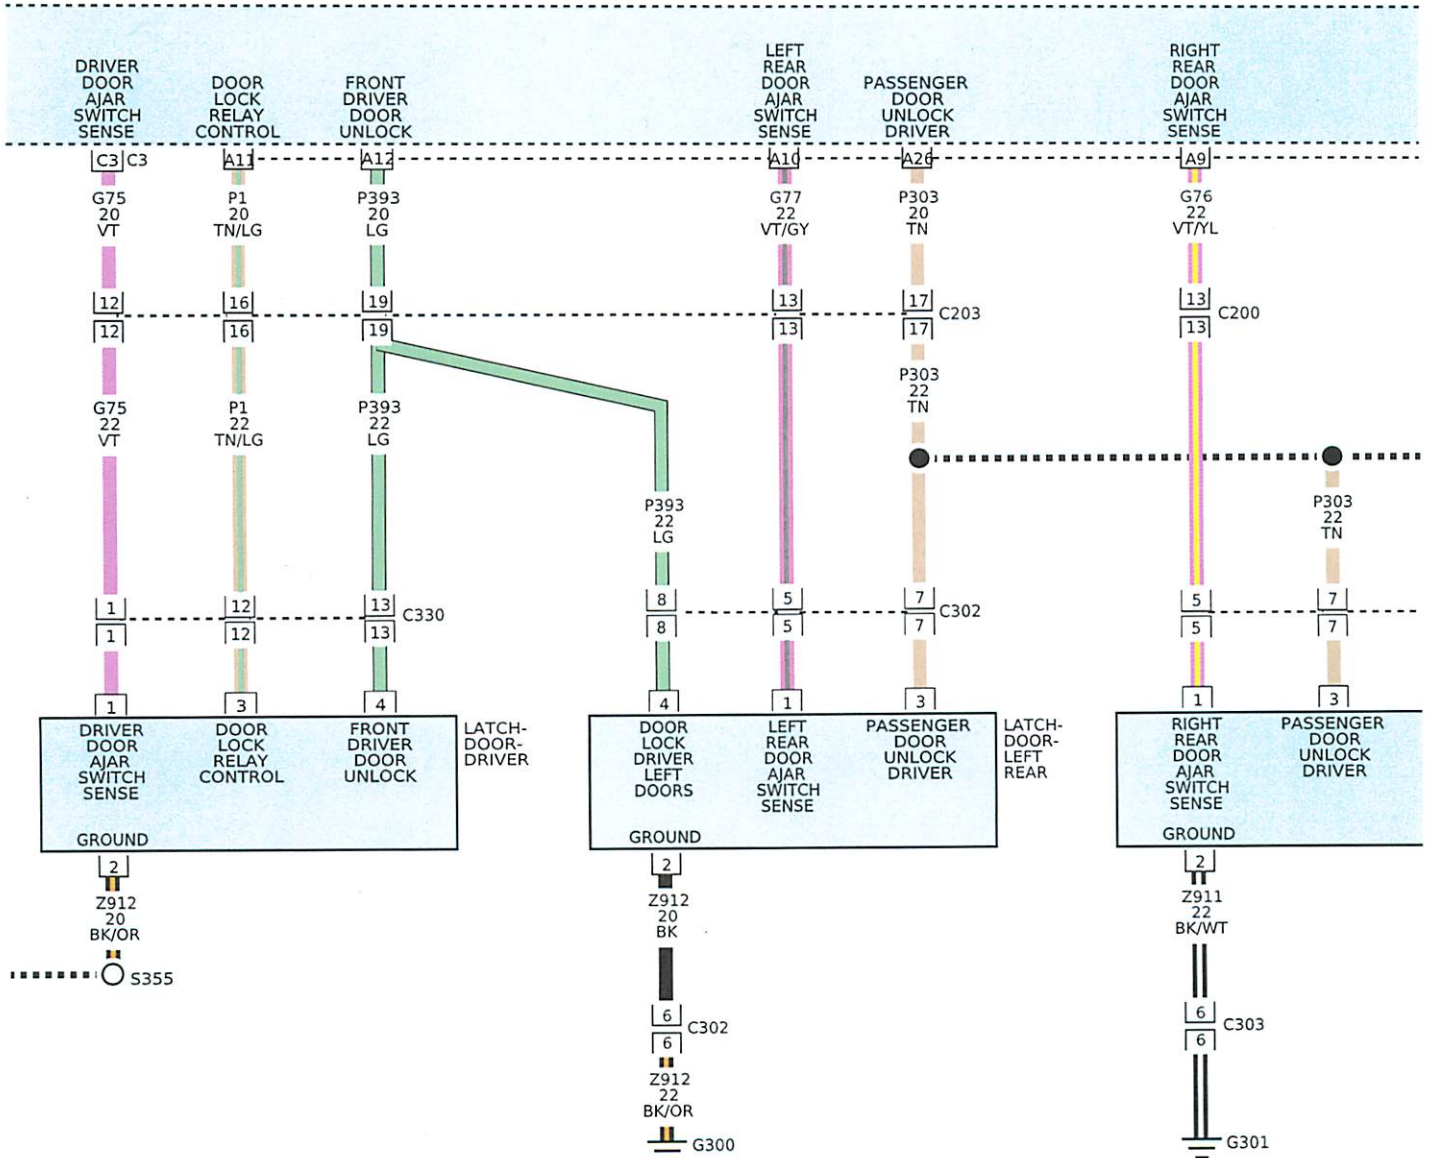 DRIVER
DOOR
AJAR
SWITCH
SENSE
DOOR
LOCK
RELAY
CONTROL
FRONT
DRIVER
DOOR
UNLOCK
LEFT
REAR
DOOR
AJAR
SWITCH
SENSE
PASSENGER
DOOR
UNLOCK
DRIVER
RIGHT
REAR
DOOR
AJAR
SWITCH
SENSE
C3 C3
A11
A12
A10
A26
A9
G75
20
VT
P1
20
TN/LG
P393
20
LG
G77
22
VT/GY
P303
20
TN
G76
22
VT/YL
12
16
19
13
17
C203
13
C200
12
16
19
13
17
13
G75
22
VT
P1
22
TN/LG
P393
22
LG
P303
22
TN
P393
22
LG
P303
22
TN
1
12
13
C330
8
5
7
C302
5
7
1
12
13
8
5
7
5
7
1
3
4
4
1
3
1
3
DRIVER
DOOR
AJAR
SWITCH
SENSE
DOOR
LOCK
RELAY
CONTROL
FRONT
DRIVER
DOOR
UNLOCK
LATCH-
DOOR-
DRIVER
DOOR
LOCK
DRIVER
LEFT
DOORS
LEFT
REAR
DOOR
AJAR
SWITCH
SENSE
PASSENGER
DOOR
UNLOCK
DRIVER
LATCH-
DOOR-
LEFT
REAR
RIGHT
REAR
DOOR
AJAR
SWITCH
SENSE
PASSENGER
DOOR
UNLOCK
DRIVER
GROUND
GROUND
GROUND
2
2
2
Z912
20
BK/OR
Z912
20
BK
Z911
22
BK/WT
S355
6
C302
6
6
C303
6
Z912
22
BK/OR
G300
G301